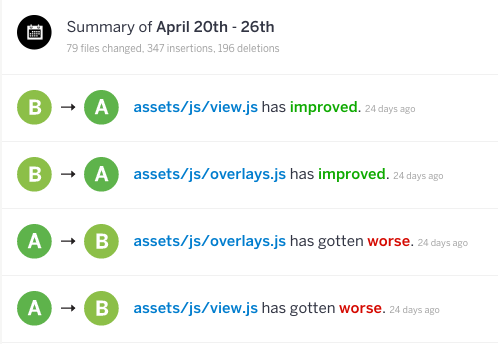 Summary of April 20th - 26th
79 files changed, 347 insertions, 196 deletions
B → A assets/js/view.js has improved. 24 days ago
B → A assets/js/overlays.js has improved. 24 days ago
A → B assets/js/overlays.js has gotten worse. 24 days ago
A → B assets/js/view.js has gotten worse. 24 days ago